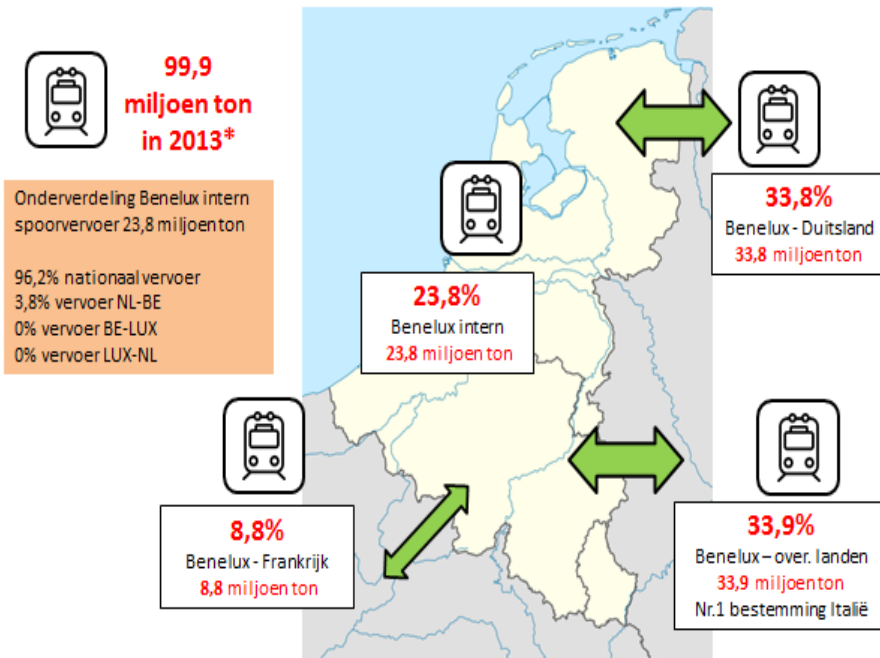 99,9
miljoen ton
in 2013*
Onderverdeling Benelux intern
spoorvervoer 23,8 miljoen ton
96,2% nationaal vervoer
3,8% vervoer NL-BE
0% vervoer BE-LUX
0% vervoer LUX-NL
33,8%
Benelux - Duitsland
33,8 miljoen ton
23,8%
Benelux intern
23,8 miljoen ton
8,8%
Benelux - Frankrijk
8,8 miljoen ton
33,9%
Benelux – over. landen
33,9 miljoen ton
Nr.1 bestemming Italië